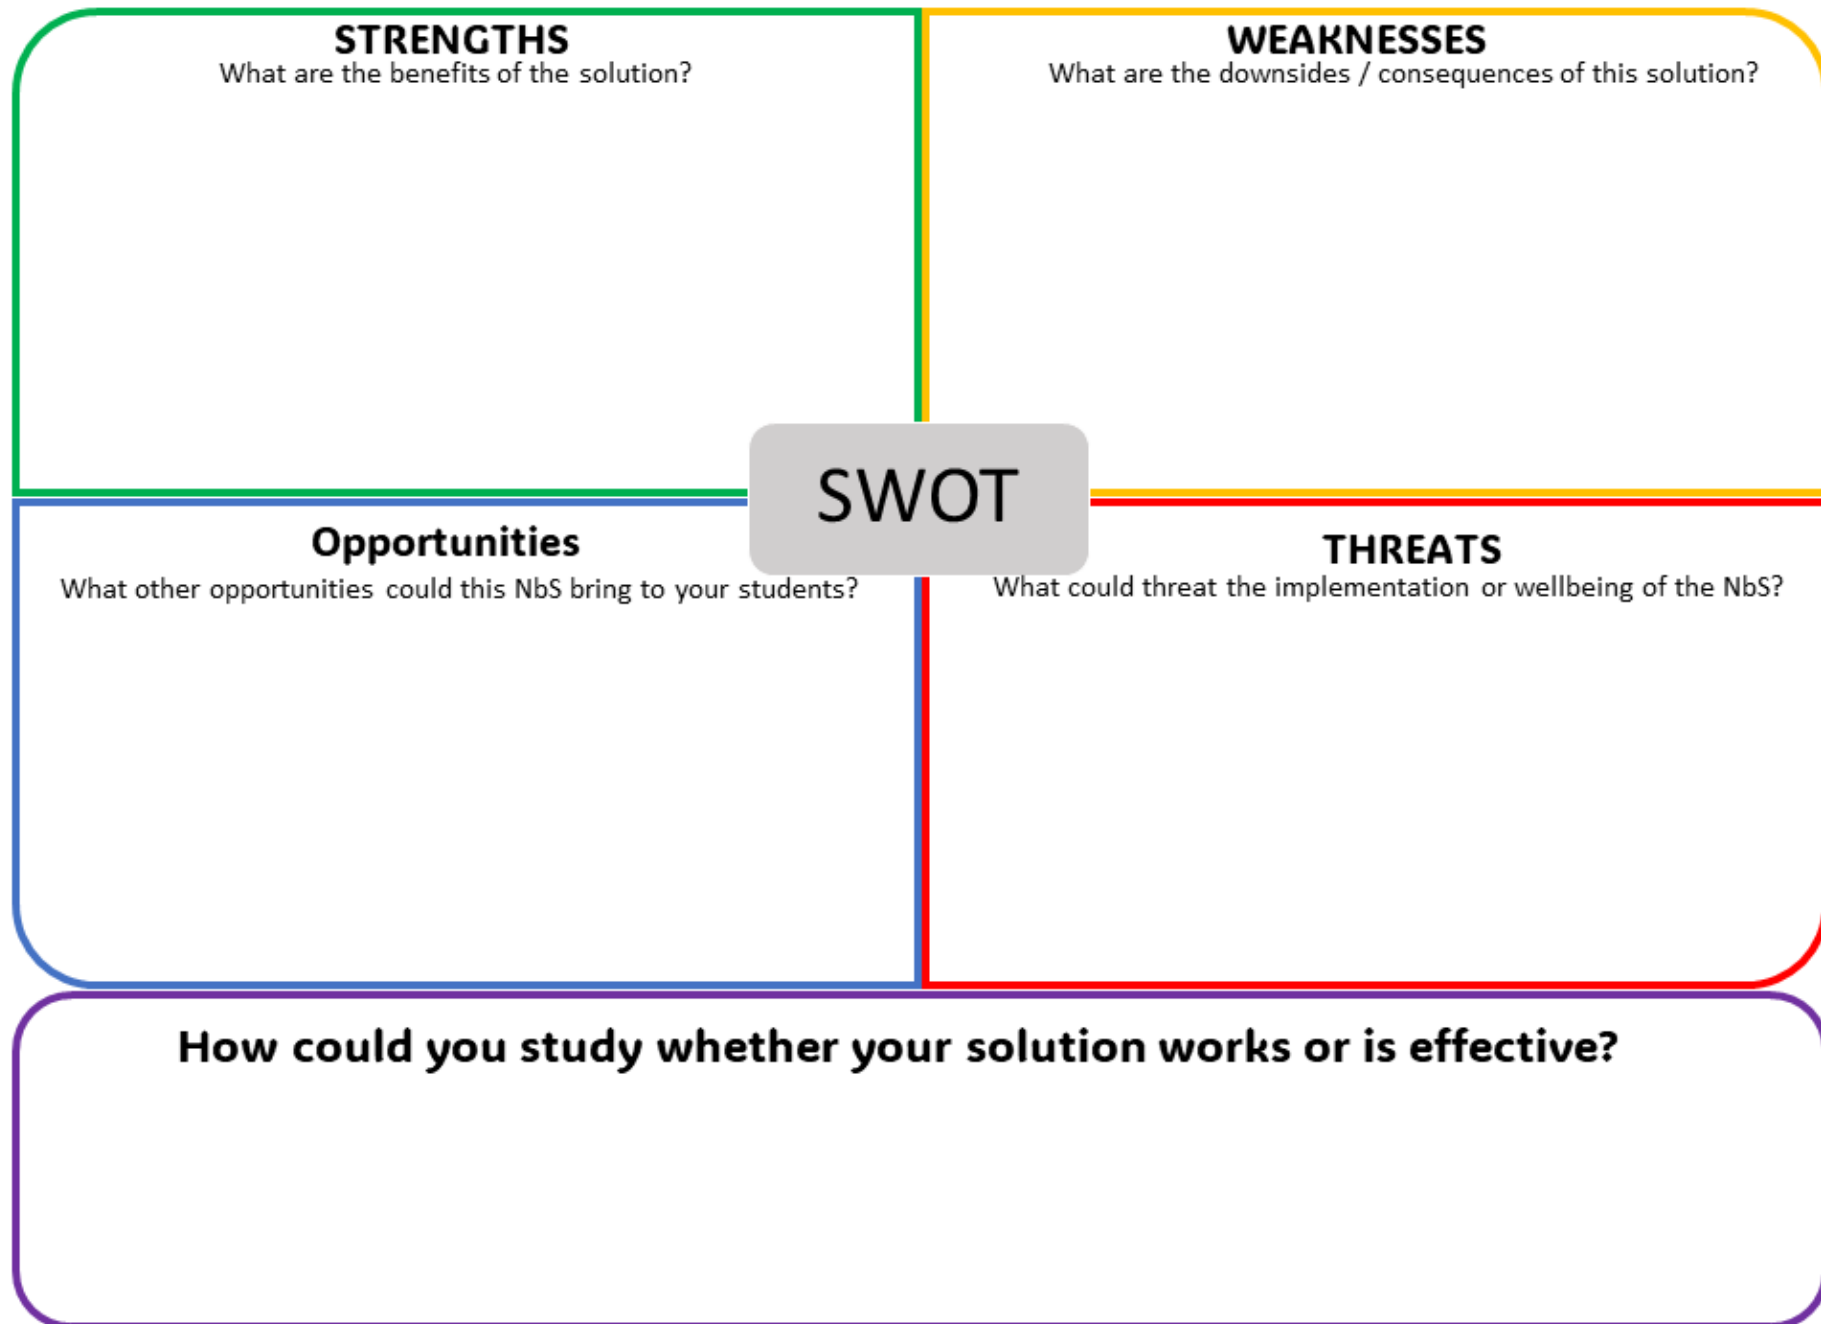 STRENGTHS
What are the benefits of the solution?
WEAKNESSES
What are the downsides / consequences of this solution?
SWOT
Opportunities
What other opportunities could this NbS bring to your students?
THREATS
What could threat the implementation or wellbeing of the NbS?
How could you study whether your solution works or is effective?